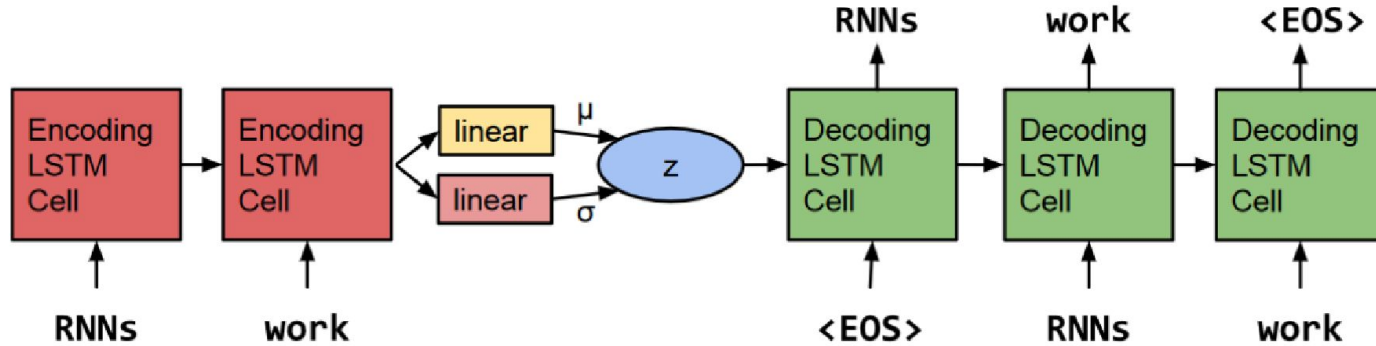 RNNs work <EOS>
Encoding
LSTM
Cell
Encoding
LSTM
Cell
linear
μ
linear
σ
z
Decoding
LSTM
Cell
Decoding
LSTM
Cell
Decoding
LSTM
Cell
RNNs work <EOS> RNNs work